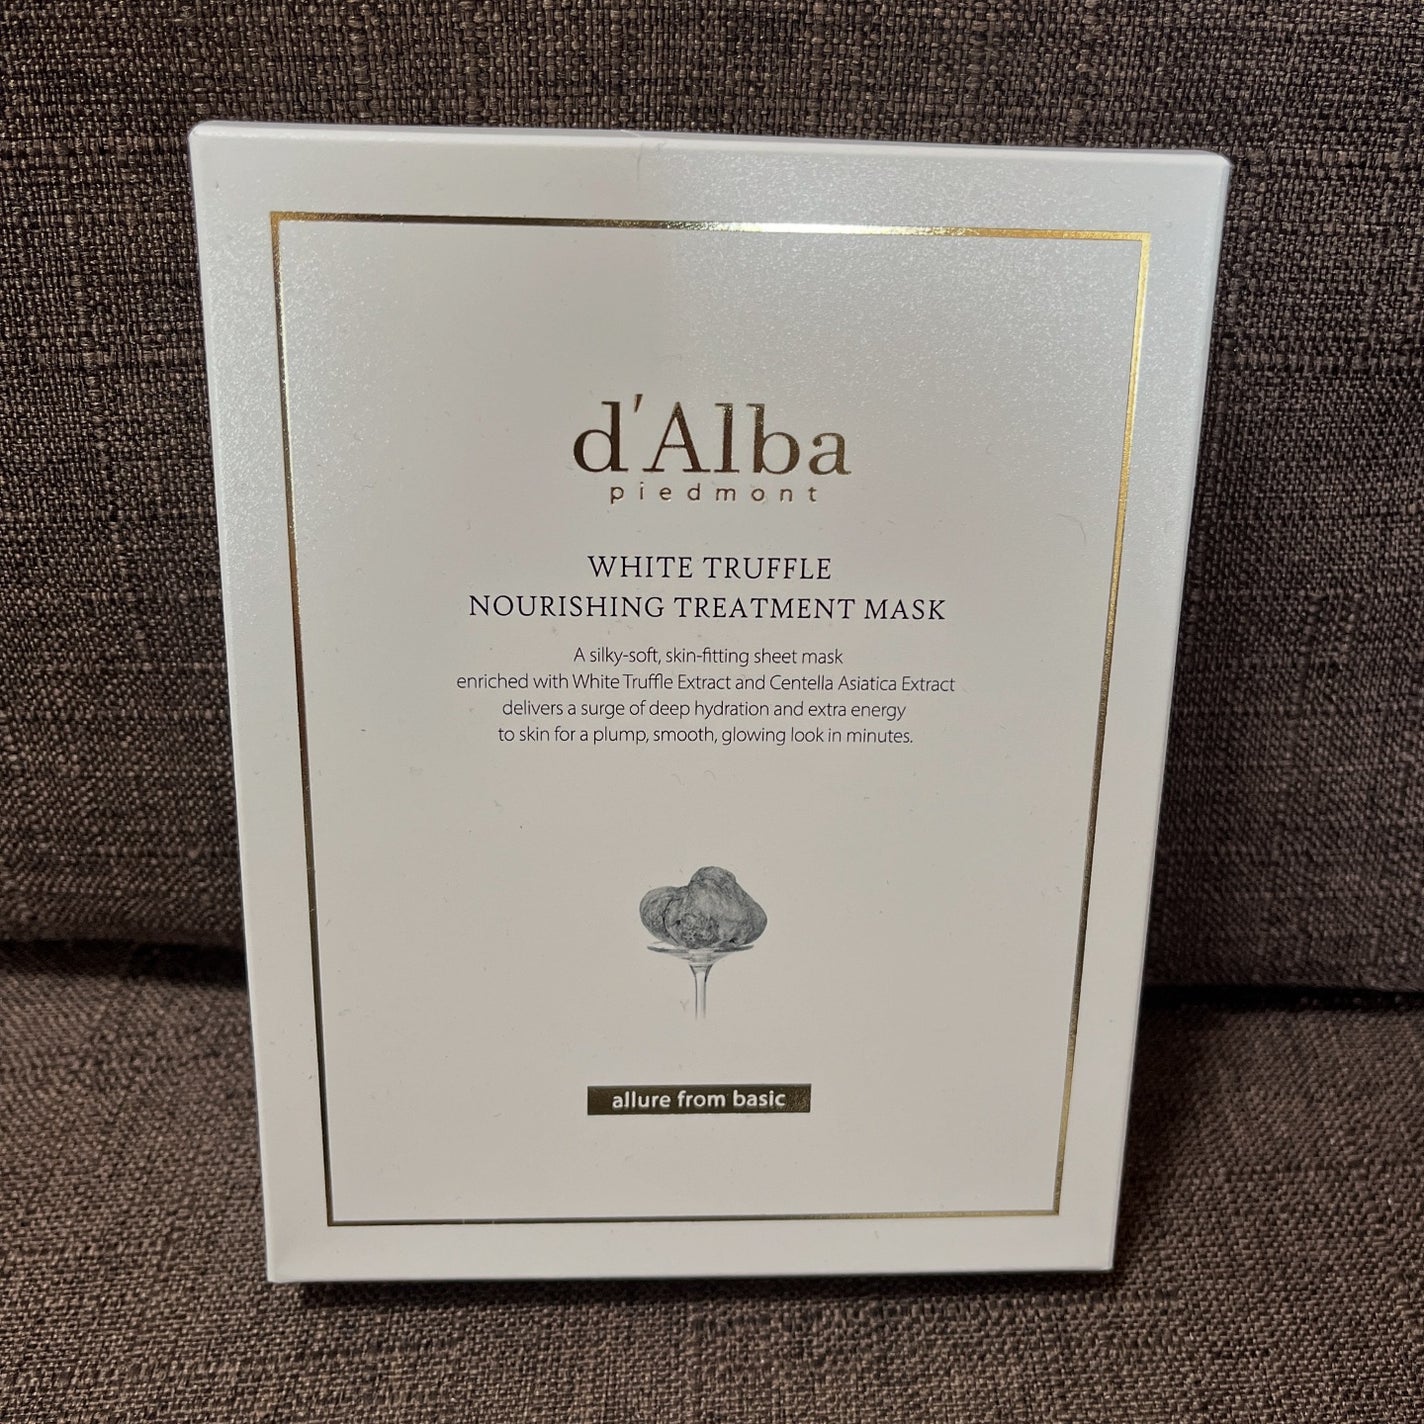 d'Alba
piedmont
WHITE TRUFFLE
NOURISHING TREATMENT MASK
A silky-soft, skin-fitting sheet mask
enriched with White Truffle Extract and Centella Asiatica Extract
delivers a surge of deep hydration and extra energy
to skin for a plump, smooth, glowing look in minutes.
allure from basic